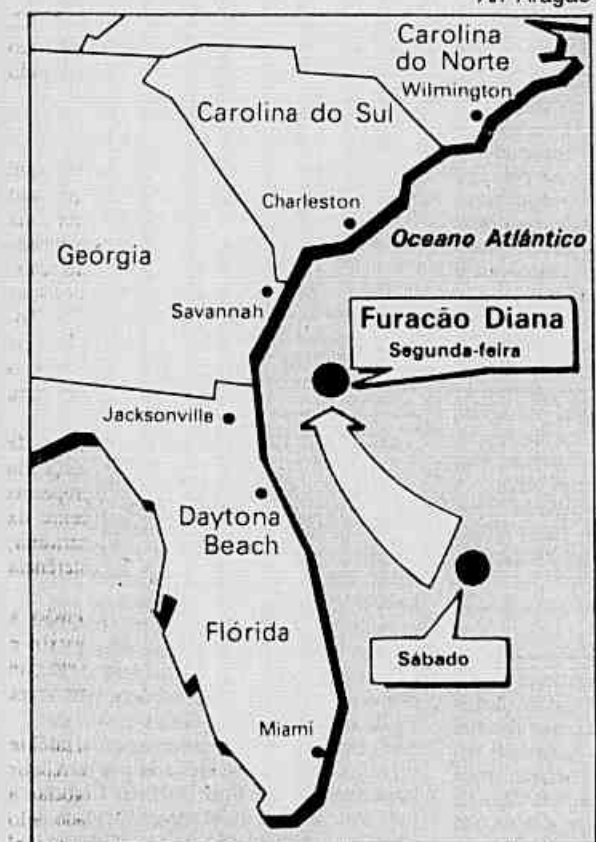 Carolina
do Norte
Wilmington
Carolina do Sul
Charleston
Oceano Atlântico
Geórgia
Savannah
Furacão Diana
Segunda-feira
Jacksonville
Daytona
Beach
Flórida
Sábado
Miami